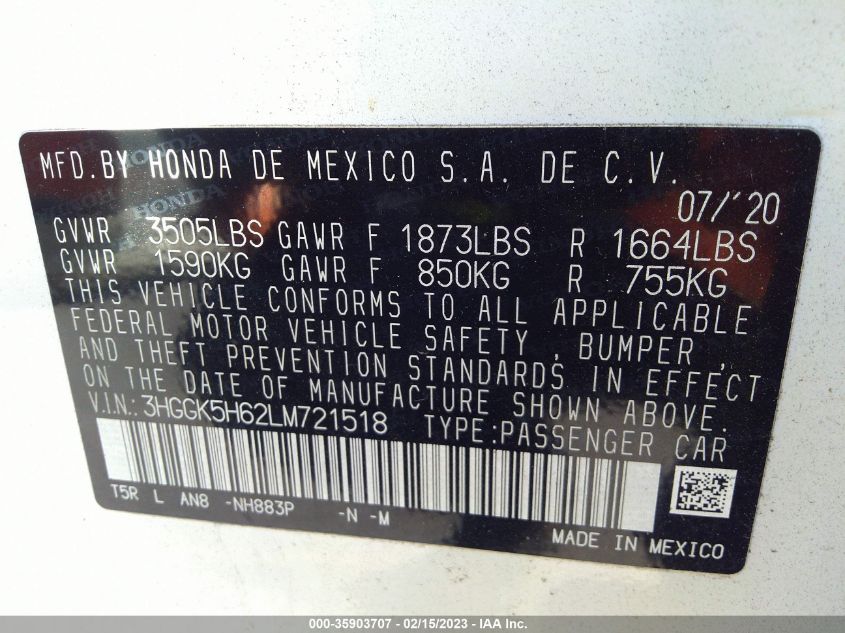 MFD.BY HONDA DE MEXICO S.A. DE C.V.
07/'20
GVWR 3505LBS GAWR F 1873LBS R 1664LBS
GVWR 1590KG GAWR F 850KG R 755KG
THIS VEHICLE CONFORMS TO ALL APPLICABLE
FEDERAL MOTOR VEHICLE SAFETY , BUMPER ,
AND THEFT PREVENTION STANDARDS IN EFFECT
ON THE DATE OF MANUFACTURE SHOWN ABOVE.
V.I.N.: 3HGGK5H62LM721518 TYPE:PASSENGER CAR
T5R L AN8 -NH883P -N -M
MADE IN MEXICO
000-35903707 - 02/15/2023 - IAA Inc.